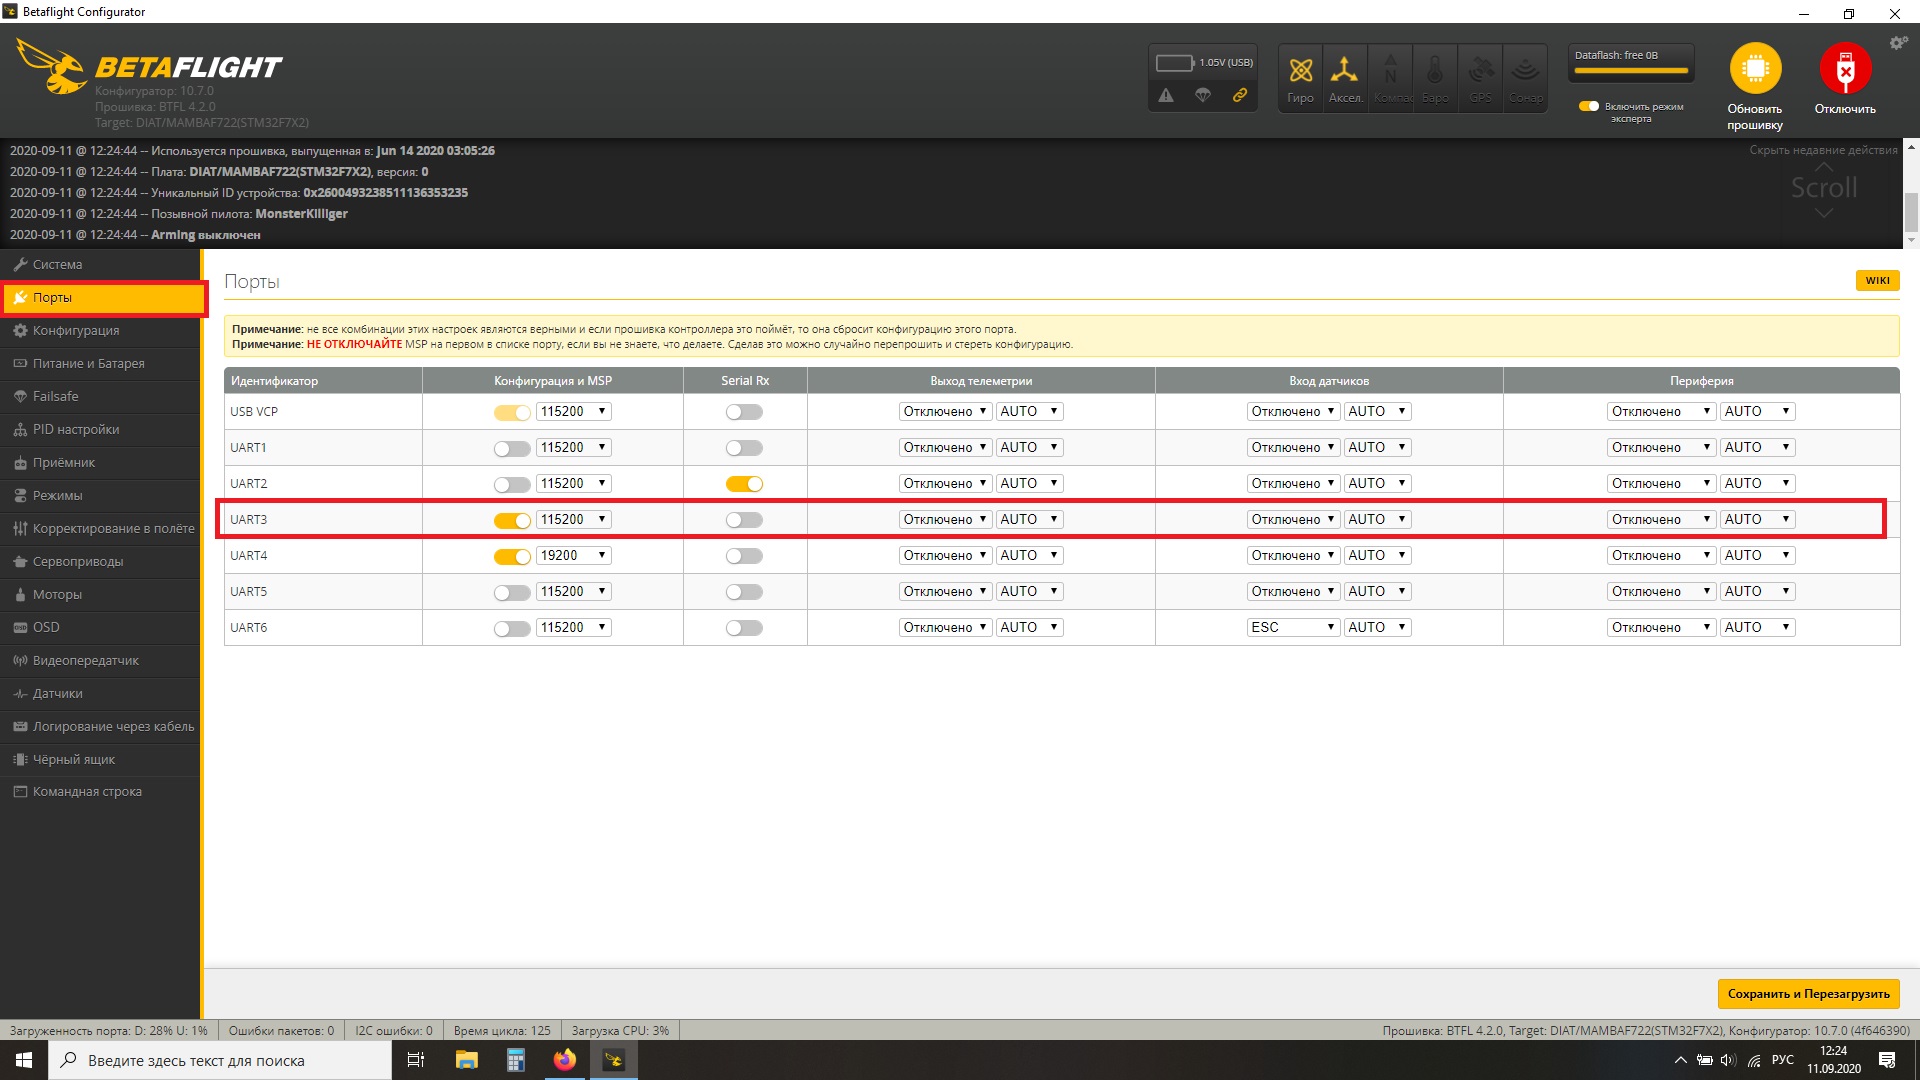 Betaflight Configurator
BETAFLIGHT
Конфигуратор: 10.7.0
Прошивка: BTFL 4.2.0
Target: DIAT/MAMBAF722(STM32F7X2)
1.05V (USB)
Гиро Аксел. Компас Баро GPS Сонар
Dataflash: free 0B
Включить режим
эксперта
Обновить
прошивку
Отключить
2020-09-11 @ 12:24:44 -- Используется прошивка, выпущенная в: Jun 14 2020 03:05:26
2020-09-11 @ 12:24:44 -- Плата: DIAT/MAMBAF722(STM32F7X2), версия: 0
2020-09-11 @ 12:24:44 -- Уникальный ID устройства: 0x2600493238511136353235
2020-09-11 @ 12:24:44 -- Позывной пилота: MonsterKilliger
2020-09-11 @ 12:24:44 -- Arming выключен
Скрыть недавние действия
Scroll
Система
Порты
Конфигурация
Питание и Батарея
Failsafe
PID настройки
Приёмник
Режимы
Корректирование в полёте
Сервоприводы
Моторы
OSD
Видеопередатчик
Датчики
Логирование через кабель
Чёрный ящик
Командная строка
Порты
WIKI
Примечание: не все комбинации этих настроек являются верными и если прошивка контроллера это поймёт, то она сбросит конфигурацию этого порта.
Примечание: НЕ ОТКЛЮЧАЙТЕ MSP на первом в списке порту, если вы не знаете, что делаете. Сделав это можно случайно перепрошить и стереть конфигурацию.
Идентификатор Конфигурация и MSP Serial Rx Выход телеметрии Вход датчиков Периферия
USB VCP 115200 Отключено AUTO Отключено AUTO Отключено AUTO
UART1 115200 Отключено AUTO Отключено AUTO Отключено AUTO
UART2 115200 Отключено AUTO Отключено AUTO Отключено AUTO
UART3 115200 Отключено AUTO Отключено AUTO Отключено AUTO
UART4 19200 Отключено AUTO Отключено AUTO Отключено AUTO
UART5 115200 Отключено AUTO Отключено AUTO Отключено AUTO
UART6 115200 Отключено AUTO ESC AUTO Отключено AUTO
Сохранить и Перезагрузить
Загруженность порта: D: 28% U: 1% Ошибки пакетов: 0 I2C ошибки: 0 Время цикла: 125 Загрузка CPU: 3% Прошивка: BTFL 4.2.0, Target: DIAT/MAMBAF722(STM32F7X2), Конфигуратор: 10.7.0 (4f646390)
Введите здесь текст для поиска
РУС
12:24
11.09.2020